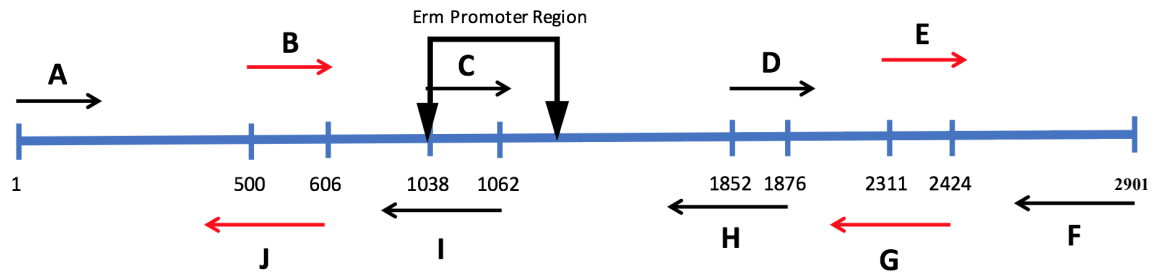 Erm Promoter Region
A
B
C
D
E
1
500
606
1038
1062
1852
1876
2311
2424
2901
J
I
H
G
F